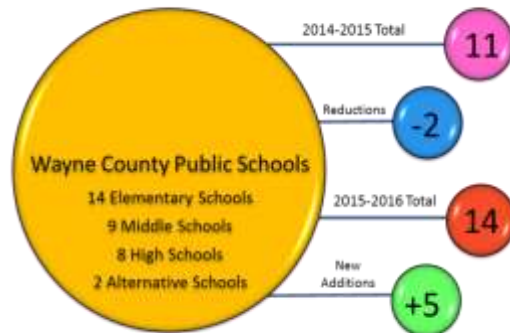 2014-2015 Total
11
Reductions
-2
Wayne County Public Schools
14 Elementary Schools
9 Middle Schools
8 High Schools
2 Alternative Schools
2015-2016 Total
14
New
Additions
+5